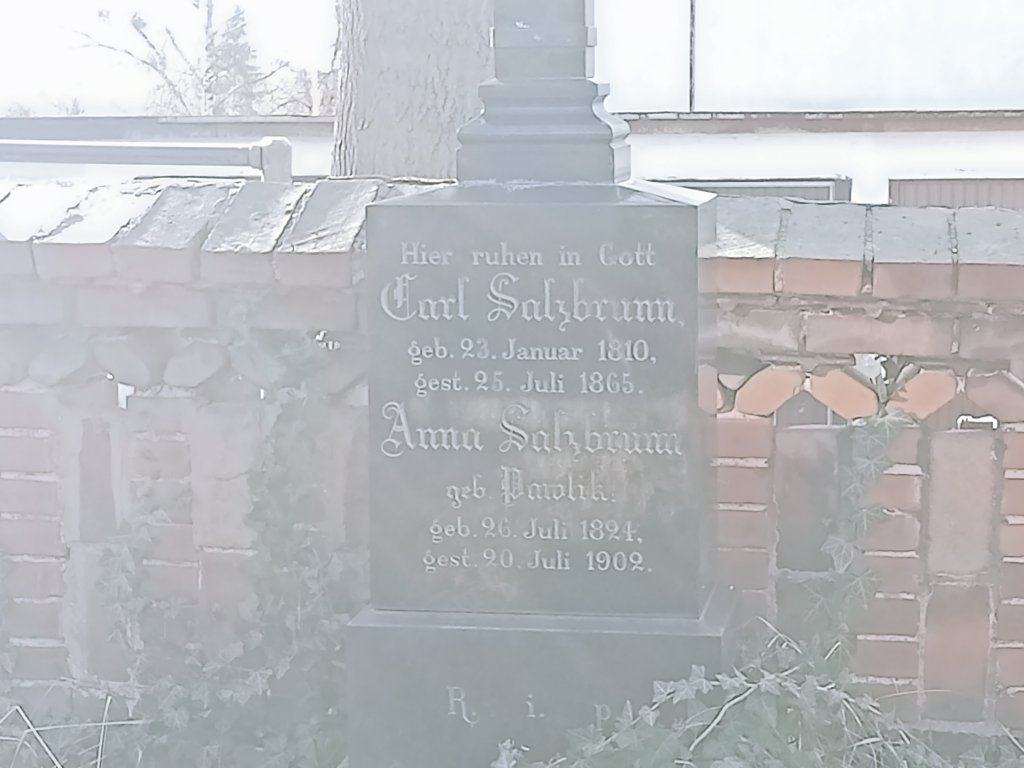 Hier ruhen in Gott
Carl Salzbrunn,
geb. 23. Januar 1810,
gest. 25. Juli 1865.
Anna Salzbrunn
geb. Pawlik.
geb. 26. Juli 1824,
gest. 20. Juli 1902.
R. i. p.